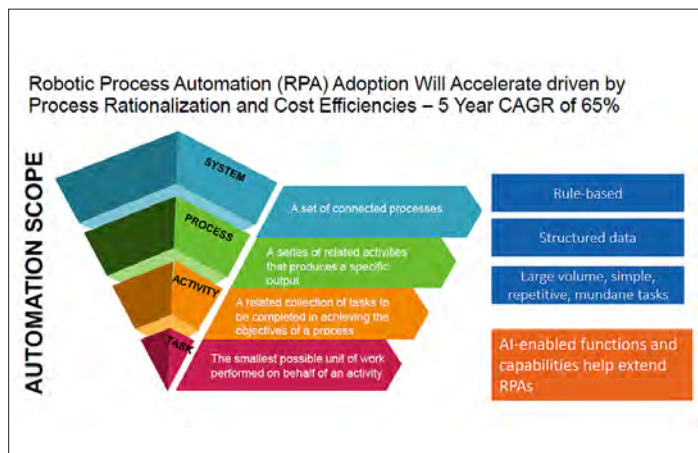 Robotic Process Automation (RPA) Adoption Will Accelerate driven by
Process Rationalization and Cost Efficiencies – 5 Year CAGR of 65%
AUTOMATION SCOPE
SYSTEM
A set of connected processes
PROCESS
A series of related activities
that produces a specific
output
ACTIVITY
A related collection of tasks to
be completed in achieving the
objectives of a process
TASK
The smallest possible unit of work
performed on behalf of an activity
Rule-based
Structured data
Large volume, simple,
repetitive, mundane tasks
AI-enabled functions and
capabilities help extend
RPAs